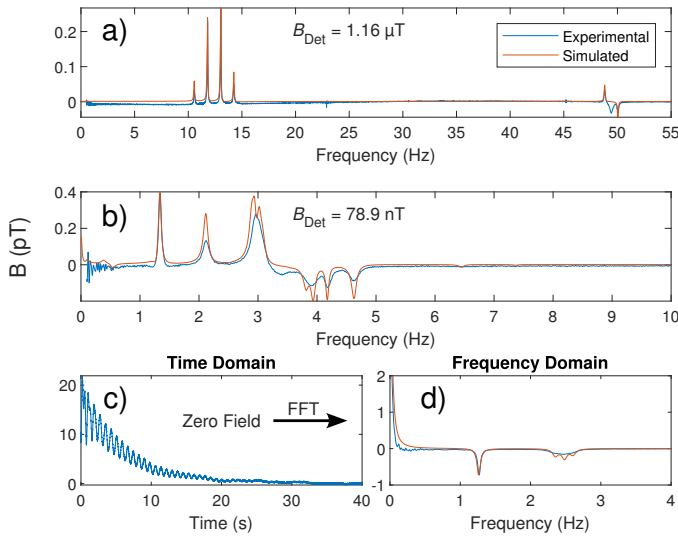 a)
B_Det = 1.16 µT
Experimental
Simulated
0.2
0.1
0
0 5 10 15 20 25 30 35 40 45 50 55
Frequency (Hz)
b)
B_Det = 78.9 nT
0.4
0.2
0
B (pT)
0 1 2 3 4 5 6 7 8 9 10
Frequency (Hz)
Time Domain
c)
Zero Field
FFT
20
10
0
0 10 20 30 40
Time (s)
Frequency Domain
d)
2
1
0
-1
0 1 2 3 4
Frequency (Hz)